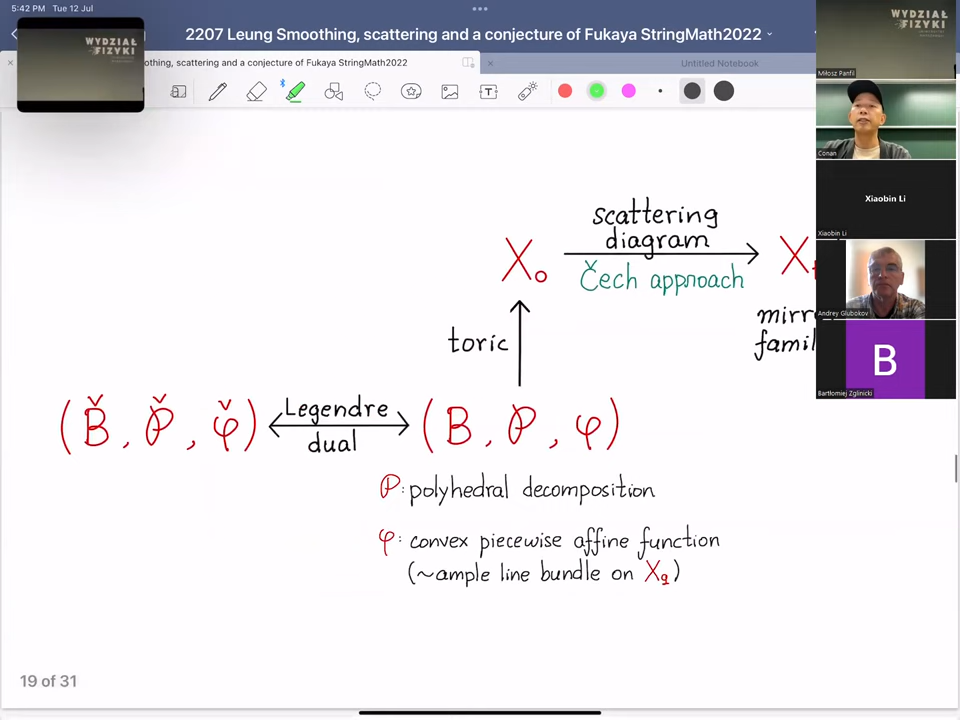 5:42 PM Tue 12 Jul
2207 Leung Smoothing, scattering and a conjecture of Fukaya StringMath2022
othing, scattering and a conjecture of Fukaya StringMath2022
Untitled Notebook
WYDZIAŁ
FIZYKI
WYDZIAŁ
FIZYKI
Miłosz Panfil
Conan
Xiaobin Li
Xiaobin Li
Andrey Glubokov
B
Bartłomiej Zglinicki
scattering
diagram
X₀ → X
Čech approach
toric
mirr
famil
(B̌, P̌, φ̌) ↔ (B, P, φ)
Legendre
dual
P: polyhedral decomposition
φ: convex piecewise affine function
(~ample line bundle on X
)
19 of 31